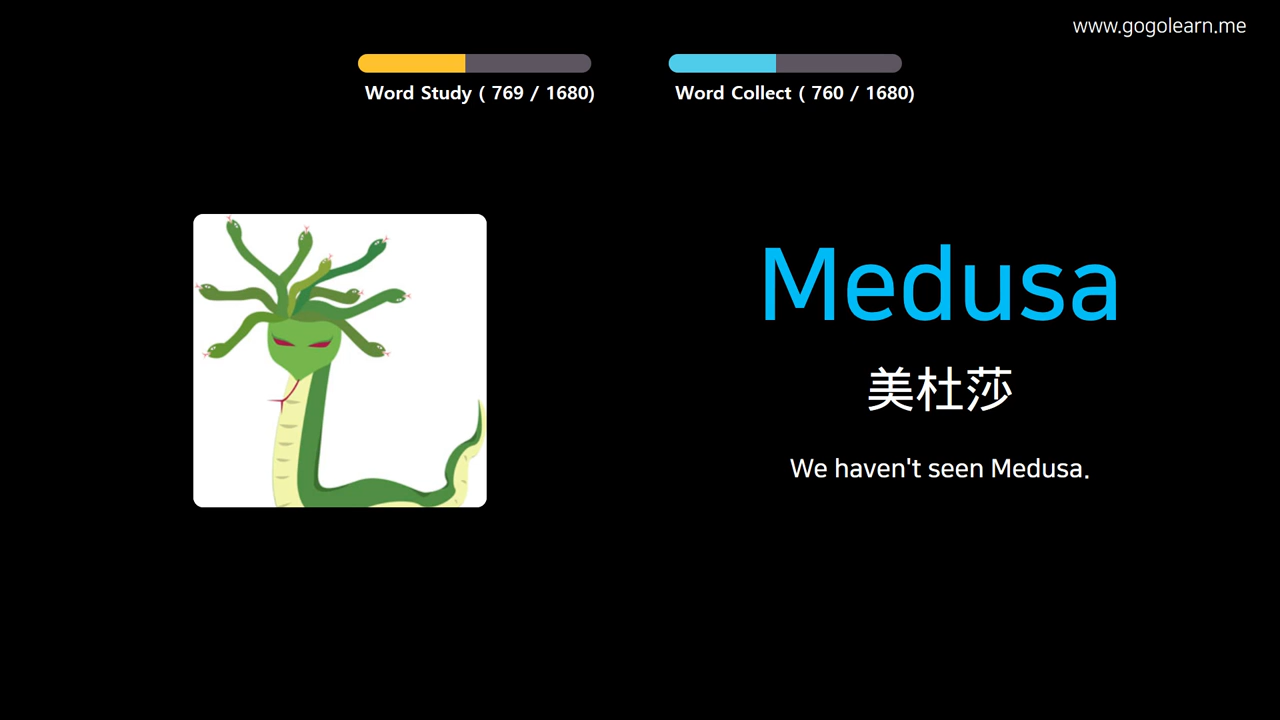 www.gogolearn.me
Word Study ( 769 / 1680)
Word Collect ( 760 / 1680)
Medusa
美杜莎
We haven't seen Medusa.